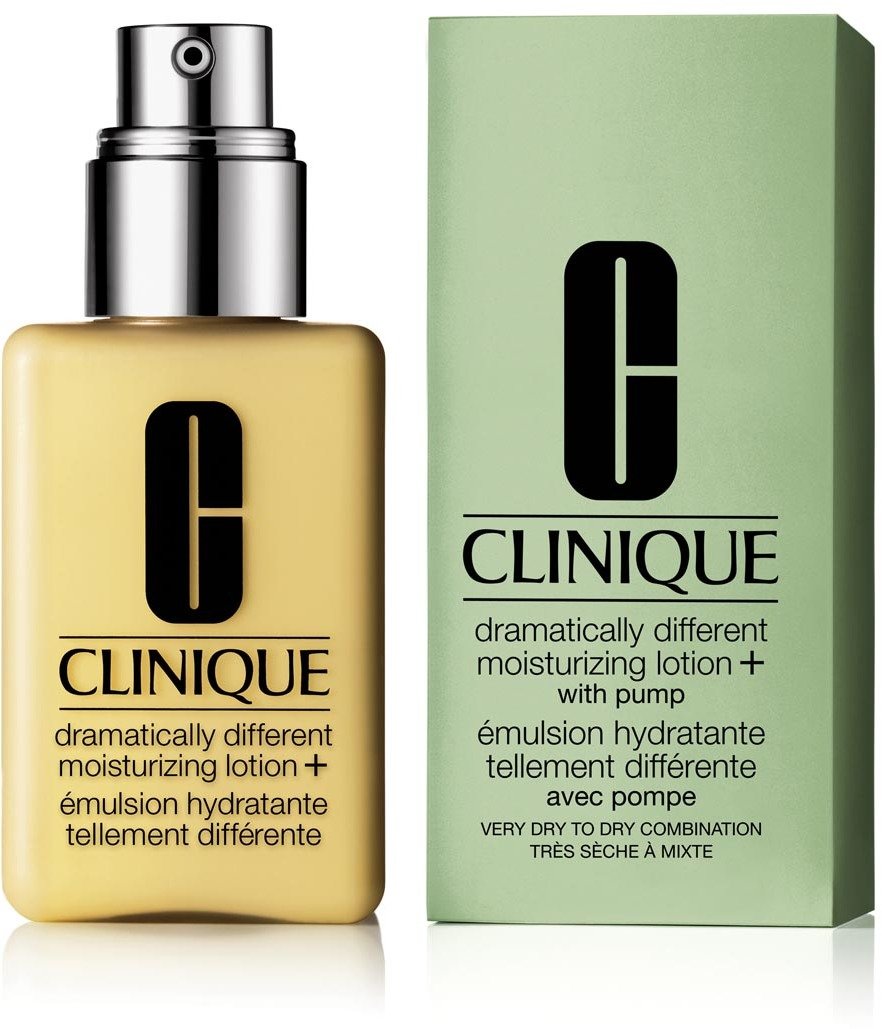 C
CLINIQUE
dramatically different
moisturizing lotion +
émulsion hydratante
tellement différente
C
CLINIQUE
dramatically different
moisturizing lotion +
with pump
émulsion hydratante
tellement différente
avec pompe
VERY DRY TO DRY COMBINATION
TRÈS SÈCHE À MIXTE